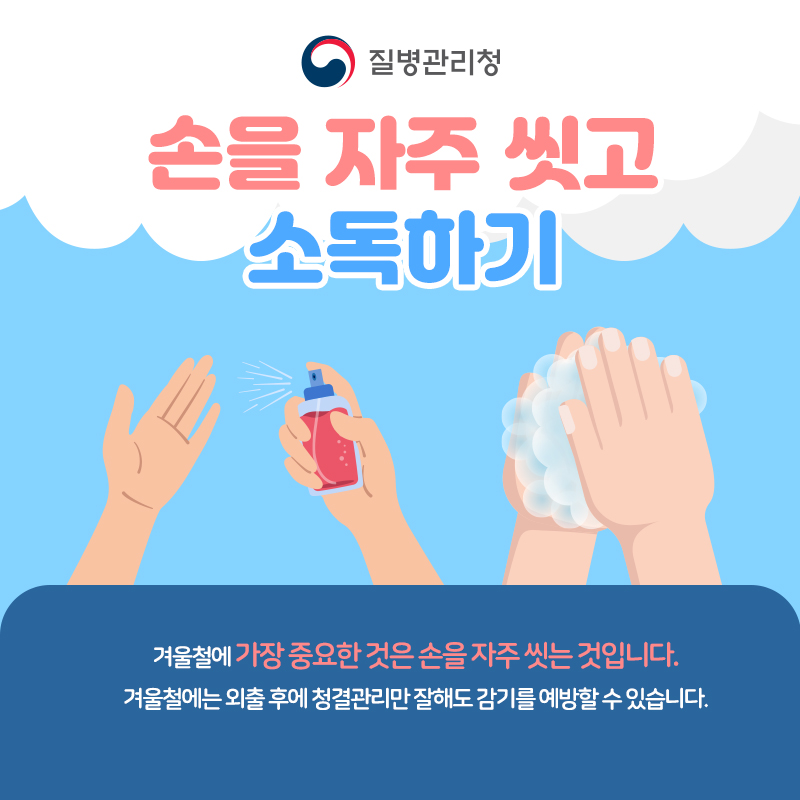 질병관리청
손을 자주 씻고
소독하기
겨울철에 가장 중요한 것은 손을 자주 씻는 것입니다.
겨울철에는 외출 후에 청결관리만 잘해도 감기를 예방할 수 있습니다.